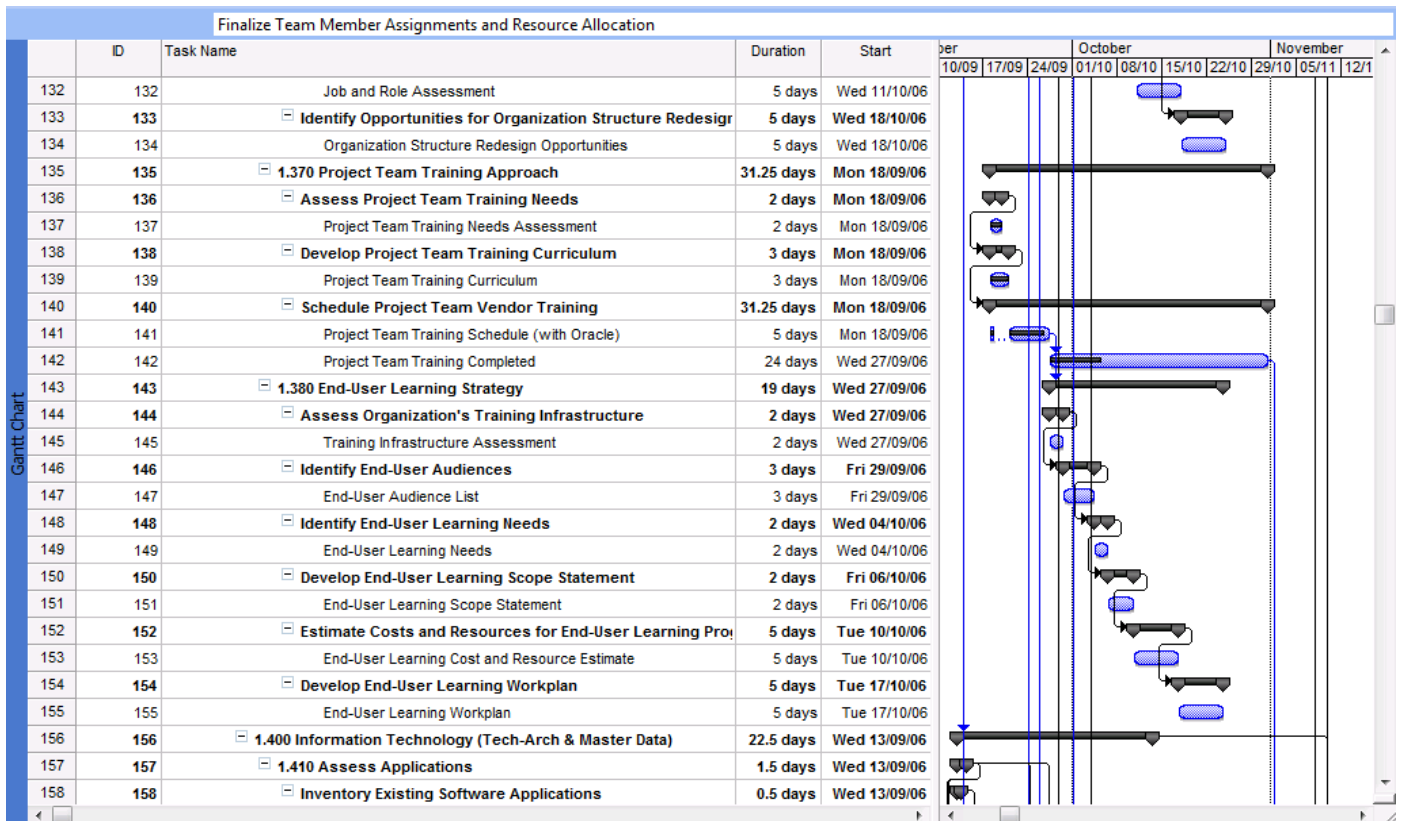 Finalize Team Member Assignments and Resource Allocation
ID Task Name Duration Start ber October November
10/09 17/09 24/09 01/10 08/10 15/10 22/10 29/10 05/11 12/1
132 132 Job and Role Assessment 5 days Wed 11/10/06
133 133 Identify Opportunities for Organization Structure Redesign 5 days Wed 18/10/06
134 134 Organization Structure Redesign Opportunities 5 days Wed 18/10/06
135 135 1.370 Project Team Training Approach 31.25 days Mon 18/09/06
136 136 Assess Project Team Training Needs 2 days Mon 18/09/06
137 137 Project Team Training Needs Assessment 2 days Mon 18/09/06
138 138 Develop Project Team Training Curriculum 3 days Mon 18/09/06
139 139 Project Team Training Curriculum 3 days Mon 18/09/06
140 140 Schedule Project Team Vendor Training 31.25 days Mon 18/09/06
141 141 Project Team Training Schedule (with Oracle) 5 days Mon 18/09/06
142 142 Project Team Training Completed 24 days Wed 27/09/06
143 143 1.380 End-User Learning Strategy 19 days Wed 27/09/06
144 144 Assess Organization's Training Infrastructure 2 days Wed 27/09/06
145 145 Training Infrastructure Assessment 2 days Wed 27/09/06
146 146 Identify End-User Audiences 3 days Fri 29/09/06
147 147 End-User Audience List 3 days Fri 29/09/06
148 148 Identify End-User Learning Needs 2 days Wed 04/10/06
149 149 End-User Learning Needs 2 days Wed 04/10/06
150 150 Develop End-User Learning Scope Statement 2 days Fri 06/10/06
151 151 End-User Learning Scope Statement 2 days Fri 06/10/06
152 152 Estimate Costs and Resources for End-User Learning Prog 5 days Tue 10/10/06
153 153 End-User Learning Cost and Resource Estimate 5 days Tue 10/10/06
154 154 Develop End-User Learning Workplan 5 days Tue 17/10/06
155 155 End-User Learning Workplan 5 days Tue 17/10/06
156 156 1.400 Information Technology (Tech-Arch & Master Data) 22.5 days Wed 13/09/06
157 157 1.410 Assess Applications 1.5 days Wed 13/09/06
158 158 Inventory Existing Software Applications 0.5 days Wed 13/09/06
Gantt Chart